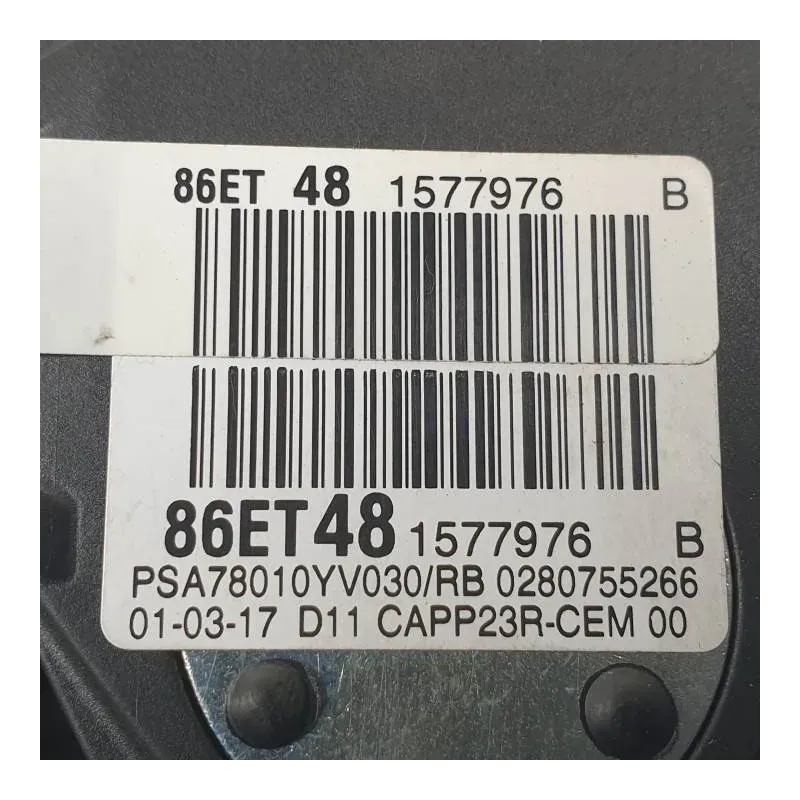 86ET 48 1577976 B
86ET48 1577976 B
PSA78010YV030/RB 0280755266
01-03-17 D11 CAPP23R-CEM 00